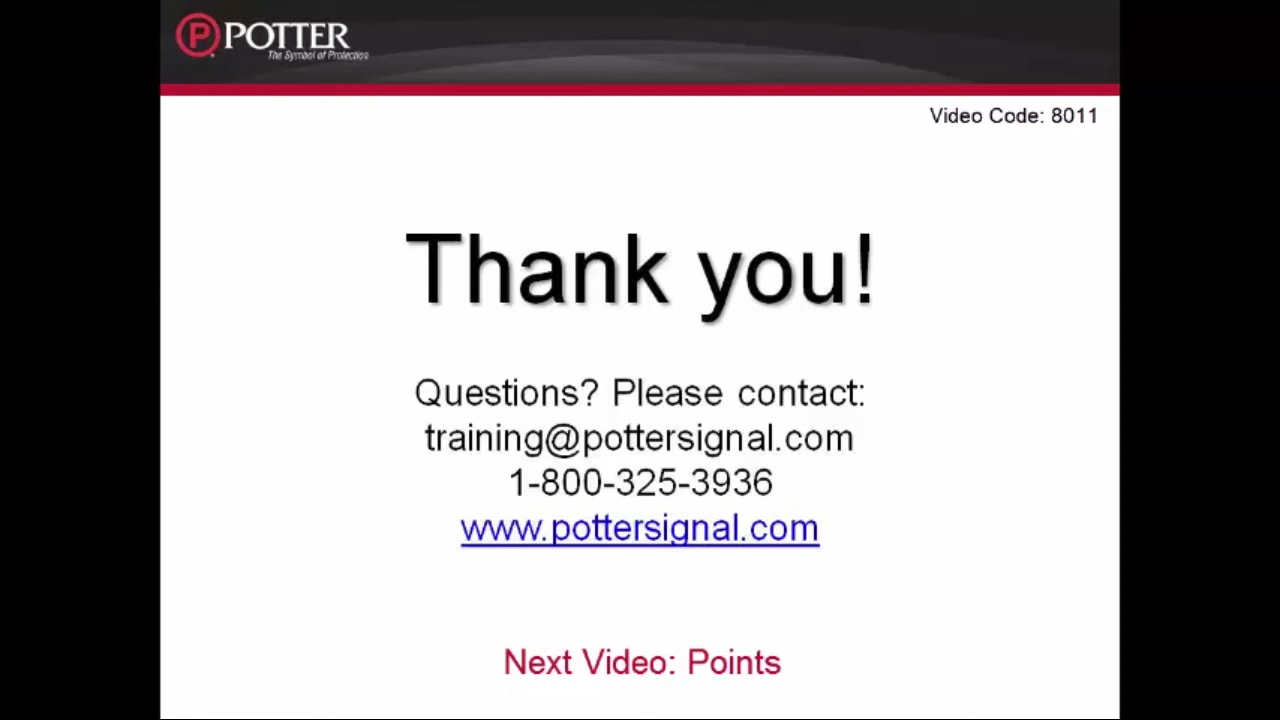 POTTER
The Symbol of Protection
Video Code: 8011
Thank you!
Questions? Please contact:
training@pottersignal.com
1-800-325-3936
www.pottersignal.com
Next Video: Points